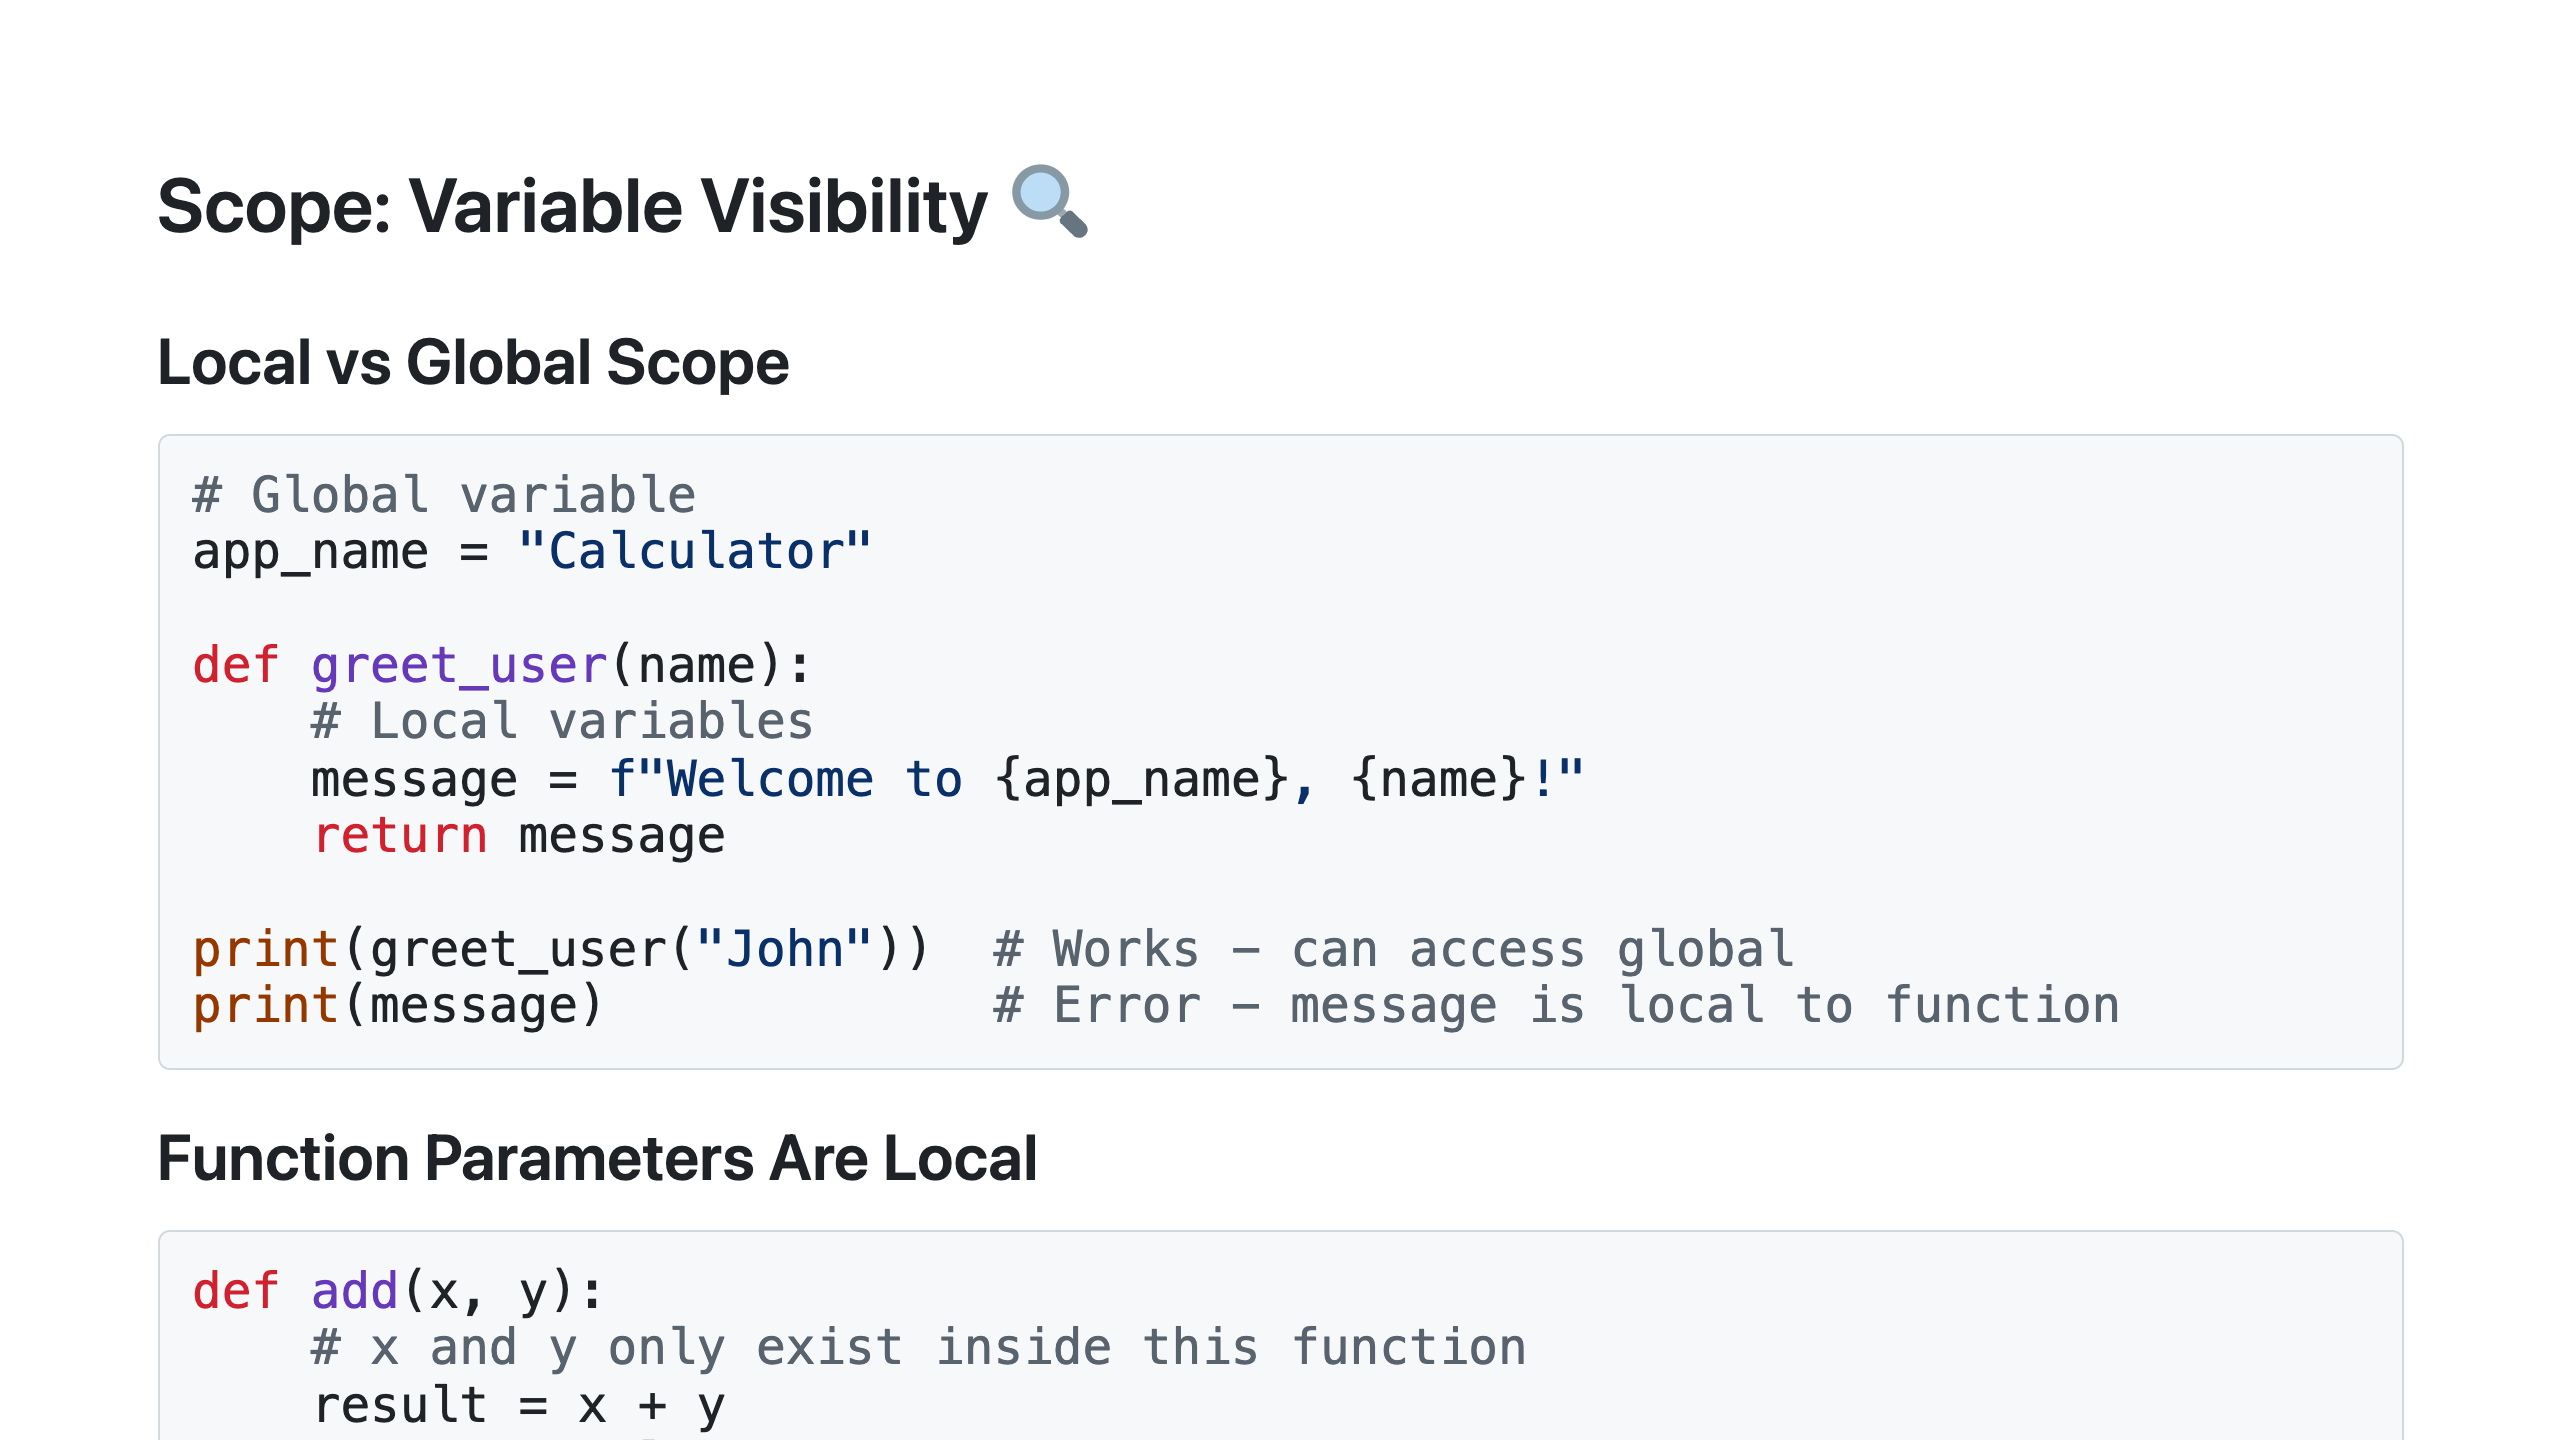 Scope: Variable Visibility 🔍
Local vs Global Scope
# Global variable
app_name = "Calculator"
def greet_user(name):
    # Local variables
    message = f"Welcome to {app_name}, {name}!"
    return message
print(greet_user("John"))  # Works - can access global
print(message)             # Error - message is local to function
Function Parameters Are Local
def add(x, y):
    # x and y only exist inside this function
    result = x + y